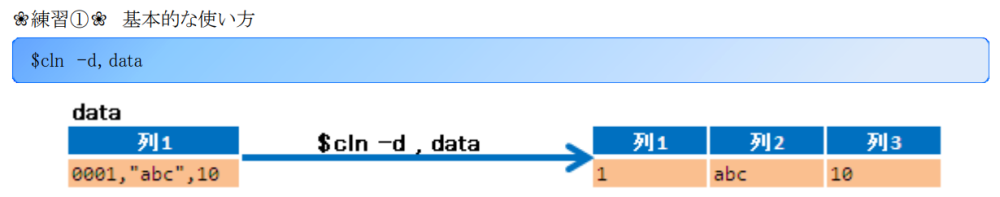 ❀練習①❀ 基本的な使い方
$cln -d, data
data
$cln -d , data
列1
列1 列2 列3
0001,"abc",10
1 abc 10